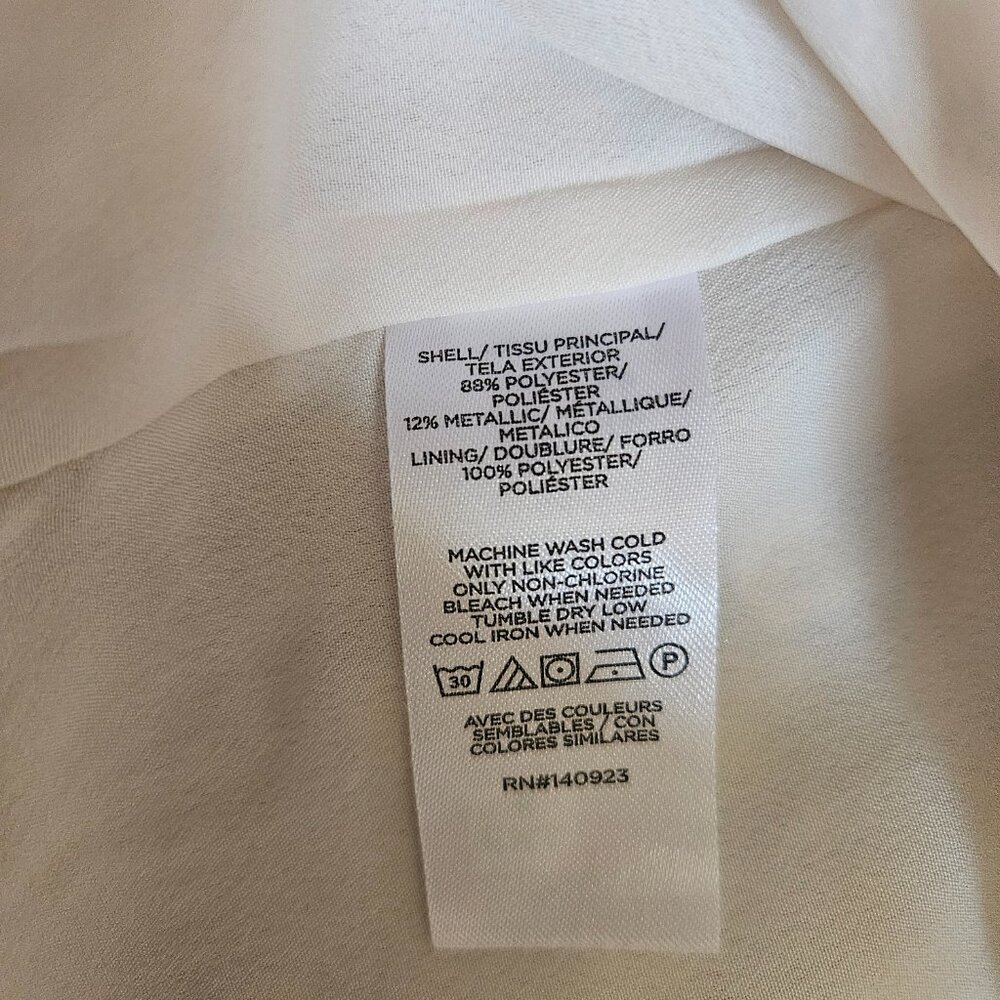 SHELL/ TISSU PRINCIPAL/
TELA EXTERIOR
88% POLYESTER/
POLIÉSTER
12% METALLIC/ MÉTALLIQUE/
METALICO
LINING/ DOUBLURE/ FORRO
100% POLYESTER/
POLIÉSTER
MACHINE WASH COLD
WITH LIKE COLORS
ONLY NON-CHLORINE
BLEACH WHEN NEEDED
TUMBLE DRY LOW
COOL IRON WHEN NEEDED
30 P
AVEC DES COULEURS
SEMBLABLES / CON
COLORES SIMILARES
RN#140923